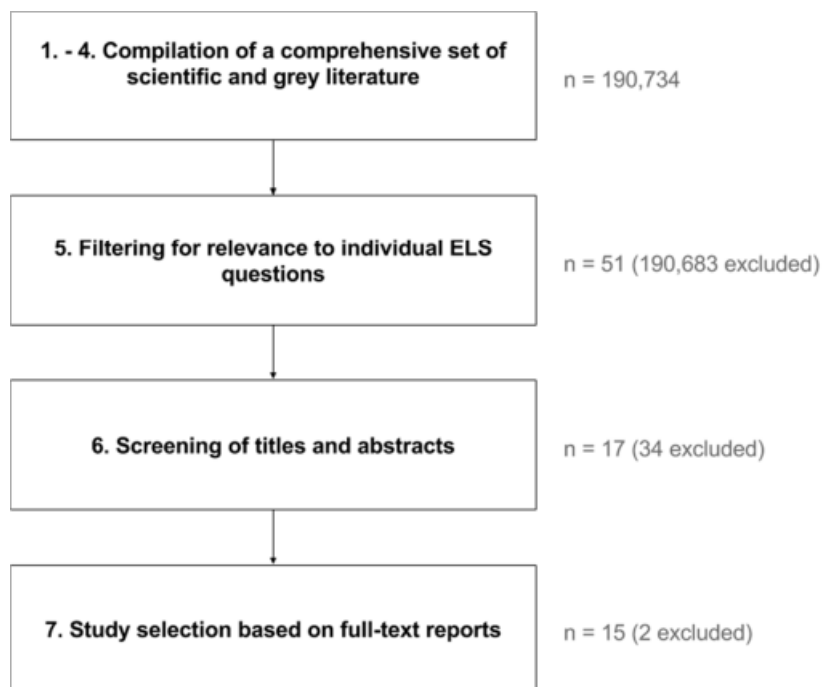 1. - 4. Compilation of a comprehensive set of
scientific and grey literature
n = 190,734
5. Filtering for relevance to individual ELS
questions
n = 51 (190,683 excluded)
6. Screening of titles and abstracts
n = 17 (34 excluded)
7. Study selection based on full-text reports
n = 15 (2 excluded)